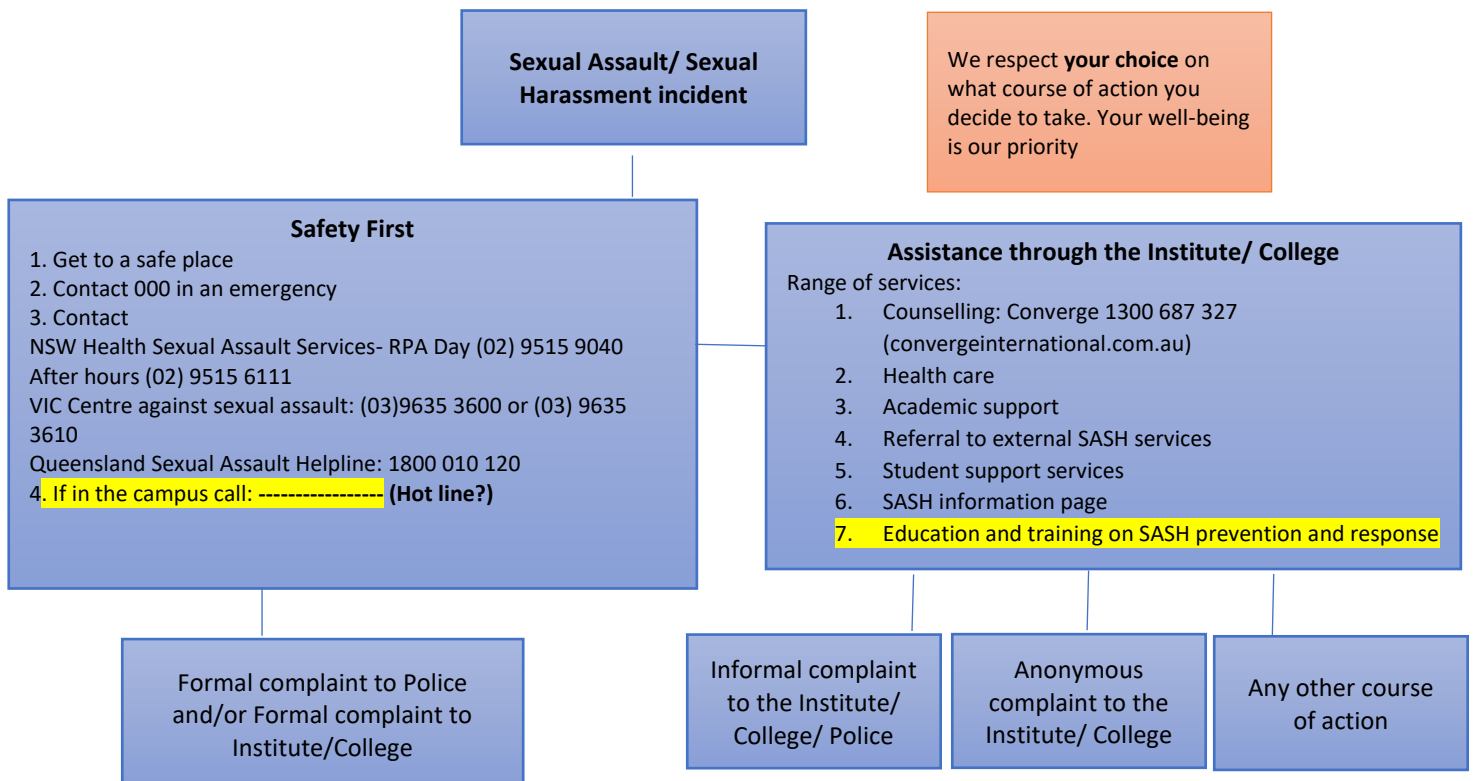 Sexual Assault/ Sexual
Harassment incident
We respect your choice on
what course of action you
decide to take. Your well-being
is our priority
Safety First
1. Get to a safe place
2. Contact 000 in an emergency
3. Contact
NSW Health Sexual Assault Services- RPA Day (02) 9515 9040
After hours (02) 9515 6111
VIC Centre against sexual assault: (03)9635 3600 or (03) 9635
3610
Queensland Sexual Assault Helpline: 1800 010 120
4. If in the campus call: ----------------- (Hot line?)
Assistance through the Institute/ College
Range of services:
1. Counselling: Converge 1300 687 327
(convergeinternational.com.au)
2. Health care
3. Academic support
4. Referral to external SASH services
5. Student support services
6. SASH information page
7. Education and training on SASH prevention and response
Formal complaint to Police
and/or Formal complaint to
Institute/College
Informal complaint
to the Institute/
College/ Police
Anonymous
complaint to the
Institute/ College
Any other course
of action